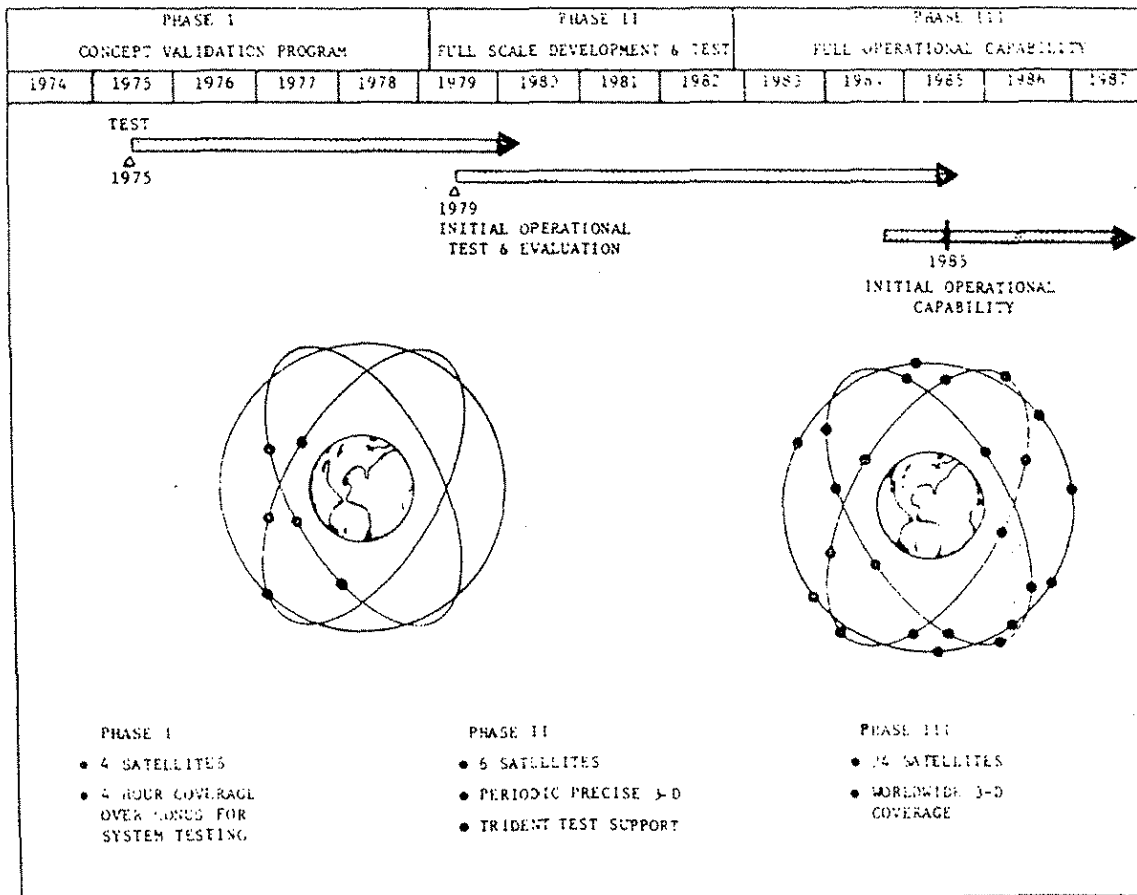 PHASE I
CONCEPT VALIDATION PROGRAM
PHASE II
FULL SCALE DEVELOPMENT & TEST
PHASE III
FULL OPERATIONAL CAPABILITY
1974 1975 1976 1977 1978 1979 1980 1981 1982 1983 1984 1985 1986 1987
TEST
1975
1979
INITIAL OPERATIONAL
TEST & EVALUATION
1985
INITIAL OPERATIONAL
CAPABILITY
PHASE I
• 4 SATELLITES
• 4 HOUR COVERAGE
OVER CONUS FOR
SYSTEM TESTING
PHASE II
• 6 SATELLITES
• PERIODIC PRECISE 3-D
• TRIDENT TEST SUPPORT
PHASE III
• 24 SATELLITES
• WORLDWIDE 3-D
COVERAGE